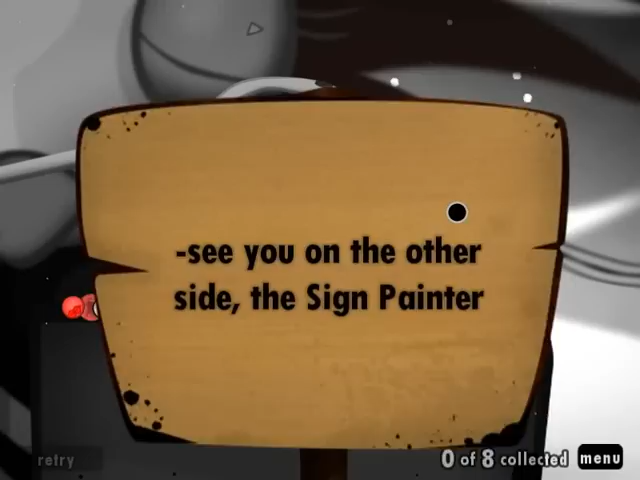 -see you on the other
side, the Sign Painter
retry
0 of 8 collected menu